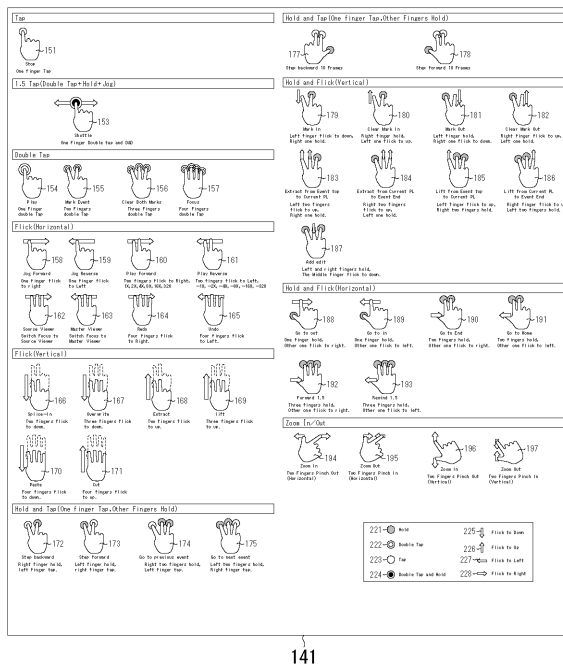 Tap
151
Stop
One finger Tap
1.5 Tap(Double Tap+Hold+Jog)
153
Shuttle
One Finger Double tap and D&D
Double Tap
154 155 156 157
Play Mark Event Clear Both Marks Focus
One Finger Two Fingers Three Fingers Four Fingers
double Tap double Tap double Tap double Tap
Flick(Horizontal)
158 159 160 161
Jog Forward Jog Reverse Play Forward Play Reverse
One finger flick One finger flick Two fingers flick to Right. Two fingers flick to Left.
to right to Left 1X,2X,4X,8X,16X,32X -1X,-2X,-4X,-8X,-16X,-32X
162 163 164 165
Source Viewer Master Viewer Redo Undo
Switch Focus to Switch Focus to Four fingers flick Four fingers flick
Source Viewer Master Viewer to Right. to Left.
Flick(Vertical)
166 167 168 169
Splice-In Overwrite Extract Lift
Two fingers flick Three fingers flick Two fingers flick Three fingers flick
to down. to down. to up. to up.
170 171
Paste Cut
Four fingers flick Four fingers flick
to down. to up.
Hold and Tap(One finger Tap,Other Fingers Hold)
172 173 174 175
Step backward Step forward Go to previous event Go to next event
Right finger hold, Left finger hold, Right two fingers hold, Left two fingers hold,
left finger tap. right finger tap. Left finger tap. Right finger tap.
Hold and Tap(One finger Tap,Other Fingers Hold)
177 178
Step backward 10 Frames Step forward 10 Frames
Hold and Flick(Vertical)
179 180 181 182
Mark In Clear Mark In Mark Out Clear Mark Out
Left finger flick to down, Right finger hold, Left finger hold, Right finger flick to up,
Right one hold. Left one flick to up. Right one flick to down. Left one hold.
183 184 185 186
Extract from Event top Extract from Current PL Lift from Event top Lift from Current PL
to Current PL to Event End to Current PL to Event End
Left two fingers Right two fingers Left finger flick to up, Right finger flick to u
flick to up, flick to up, Right two fingers hold. Left two fingers hold.
Right one hold. Left one hold.
187
Add edit
Left and right fingers hold,
The Middle Finger flick to down.
Hold and Flick(Horizontal)
188 189 190 191
Go to out Go to in Go to End Go to Home
One finger hold, One finger hold, Two fingers hold, Two fingers hold,
Other one flick to right. Other one flick to left. Other one flick to right. Other one flick to left.
192 193
Forward 1.5 Rewind 1.5
Three fingers hold, Three fingers hold,
Other one flick to right. Other one flick to left.
Zoom In/Out
194 195 196 197
Zoom In Zoom Out Zoom In Zoom Out
Two Fingers Pinch Out Two Fingers Pinch In Two Fingers Pinch Out Two Fingers Pinch In
(Horizontal) (Horizontal) (Vertical) (Vertical)
221 Hold 225 Flick to Down
222 Double Tap 226 Flick to Up
223 Tap 227 Flick to Left
224 Double Tap and Hold 228 Flick to Right
141